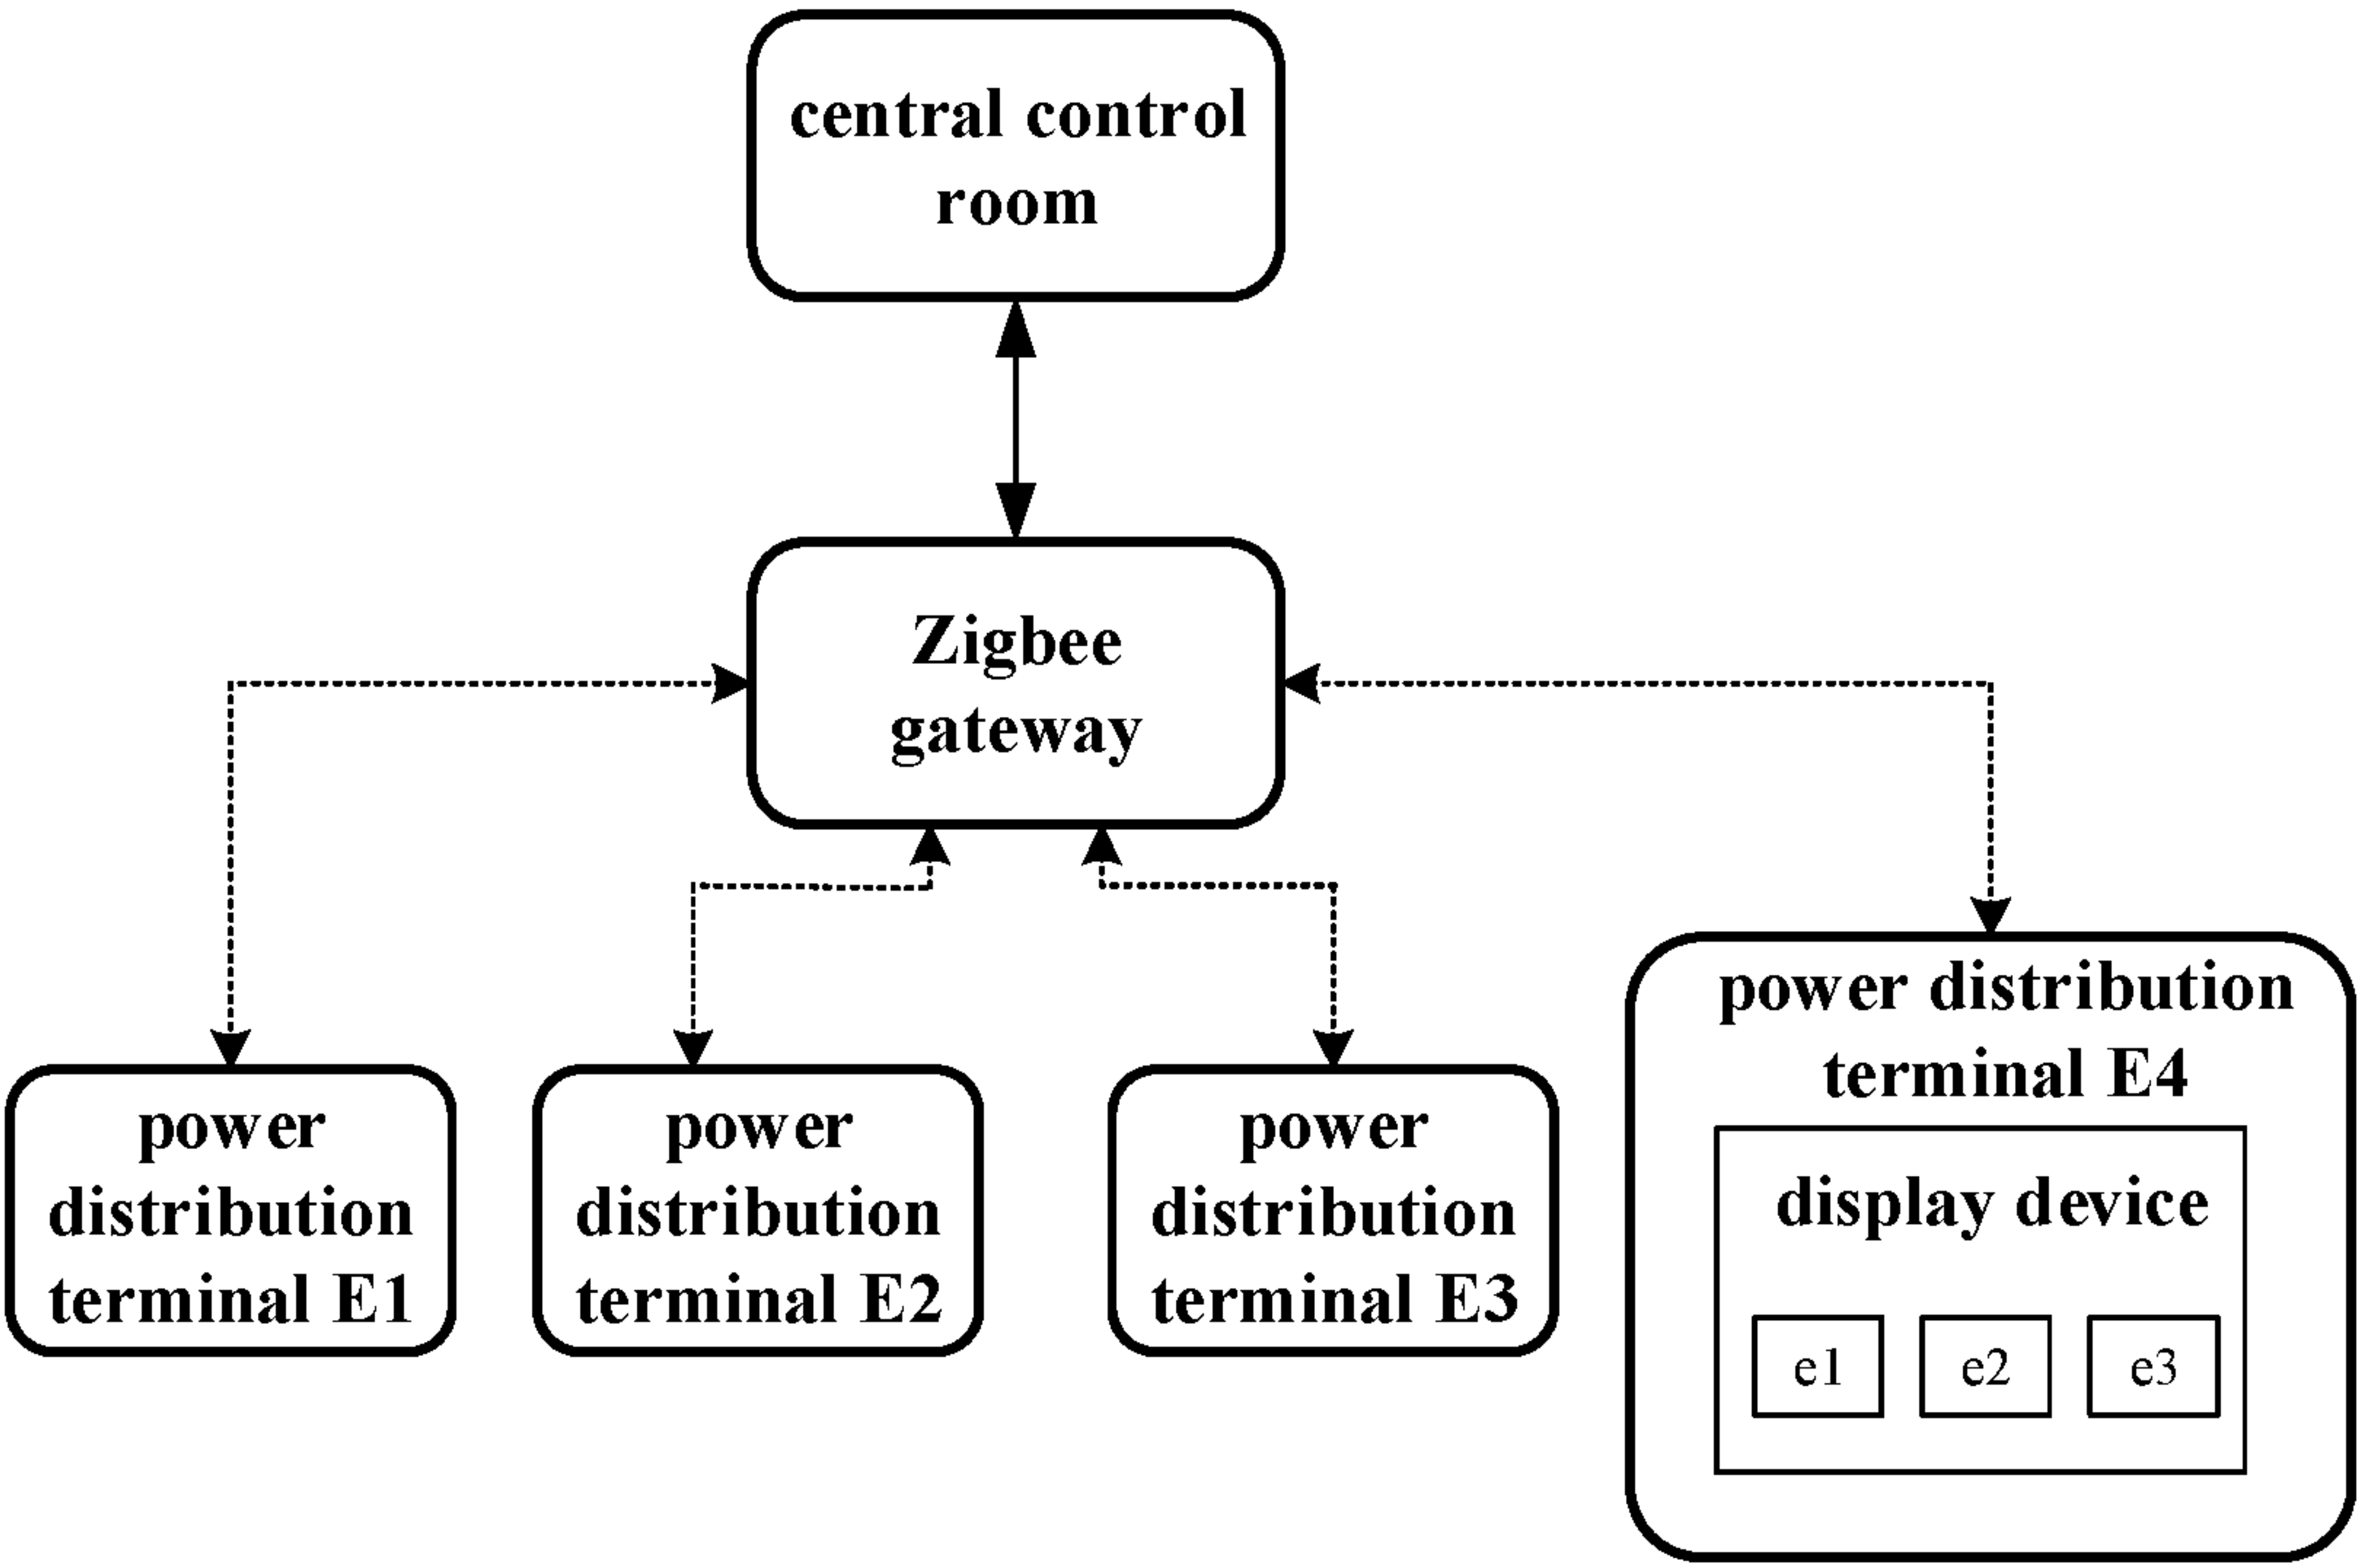 central control
room
Zigbee
gateway
power
distribution
terminal E1
power
distribution
terminal E2
power
distribution
terminal E3
power distribution
terminal E4
display device
e1
e2
e3